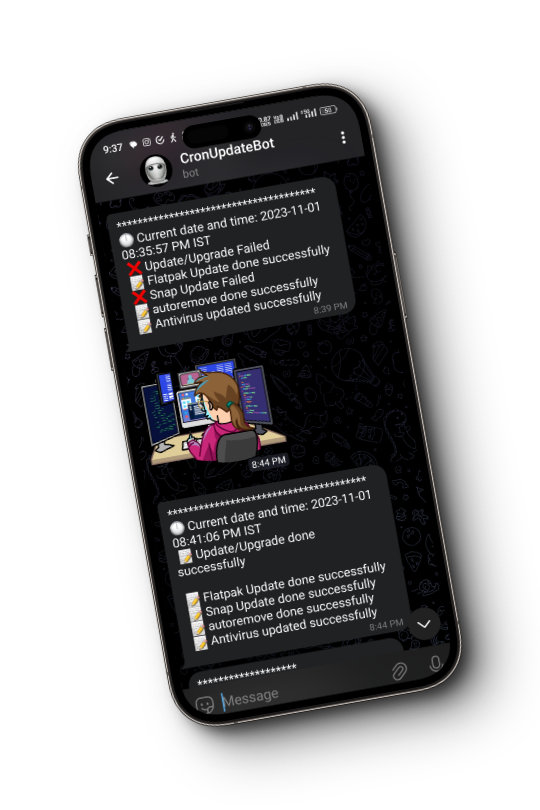 9:37
CronUpdateBot
bot
***********************************
🕛 Current date and time: 2023-11-01
08:35:57 PM IST
❌ Update/Upgrade Failed
📝 Flatpak Update done successfully
❌ Snap Update Failed
📝 autoremove done successfully
📝 Antivirus updated successfully
8:39 PM
8:44 PM
***********************************
🕛 Current date and time: 2023-11-01
08:41:06 PM IST
📝 Update/Upgrade done
successfully
📝 Flatpak Update done successfully
📝 Snap Update done successfully
📝 autoremove done successfully
📝 Antivirus updated successfully
8:44 PM
*******************
Message